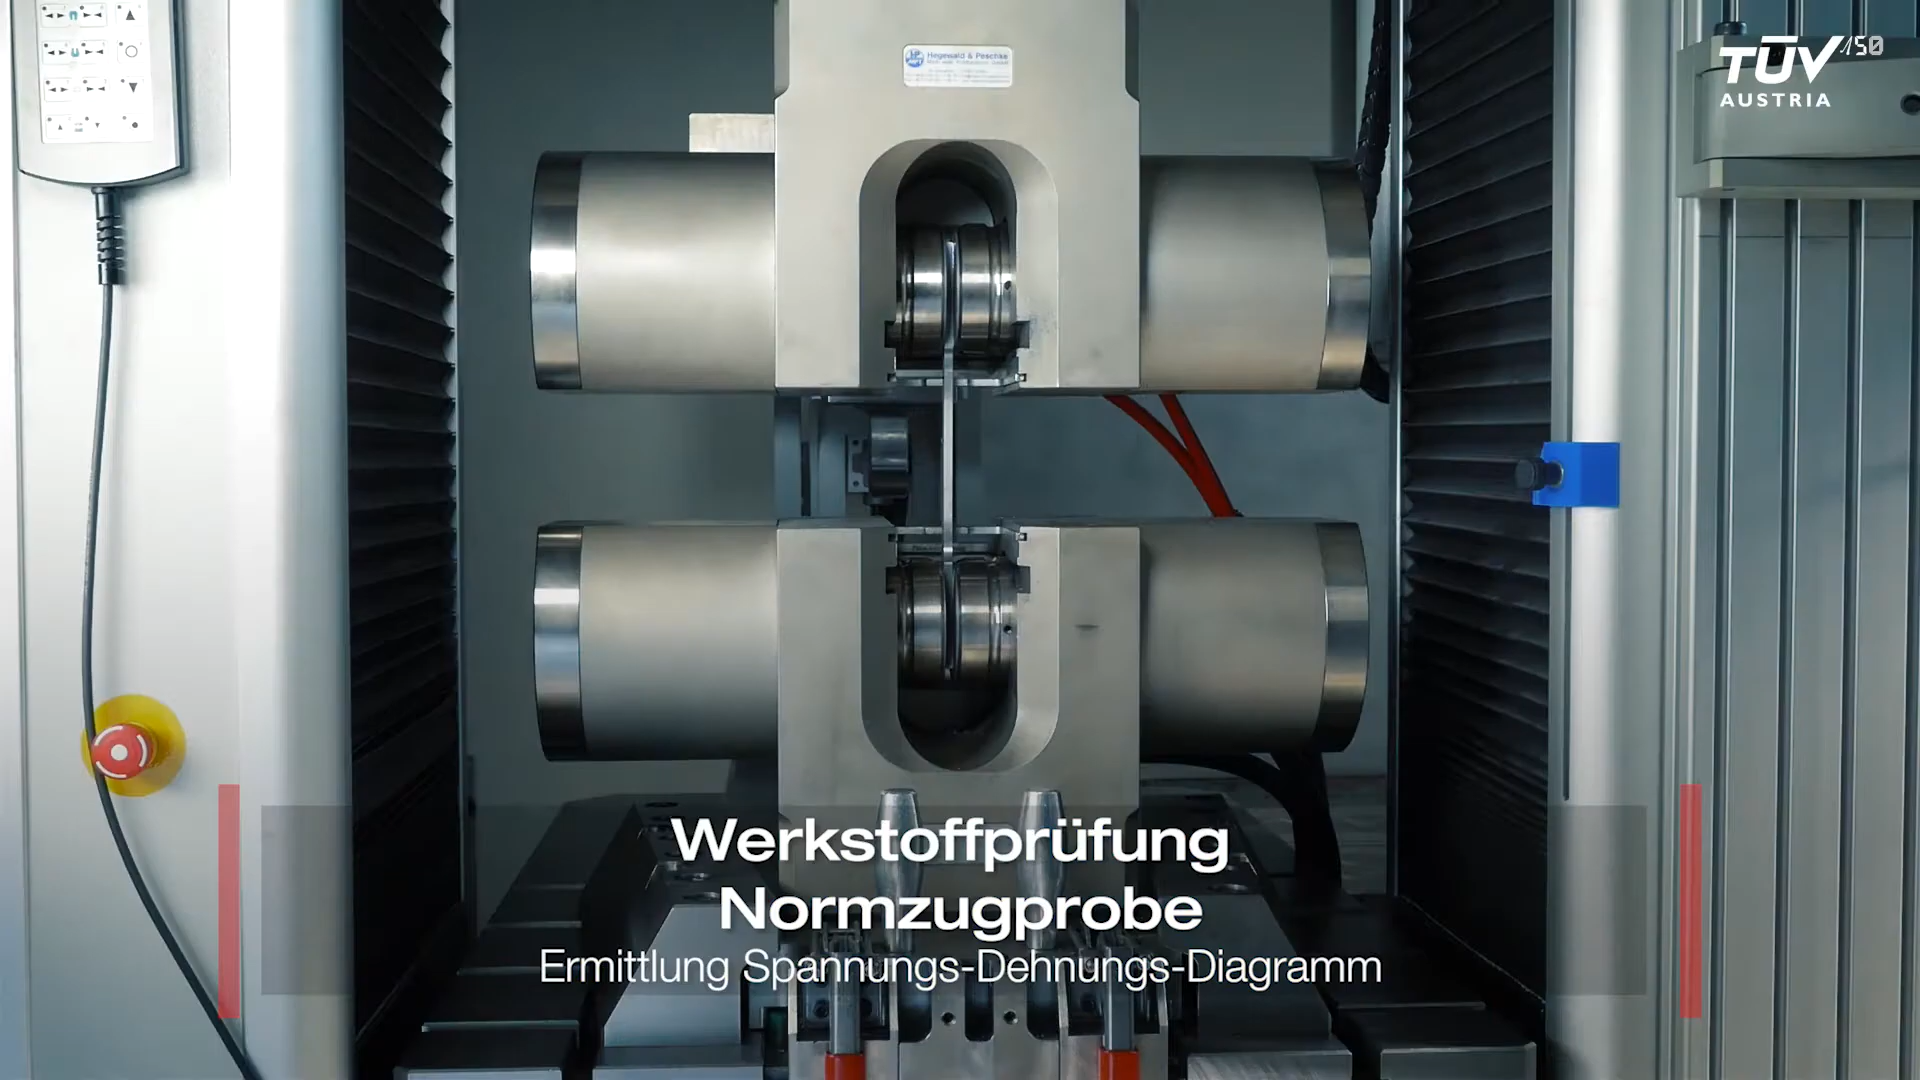 TÜV 150
AUSTRIA
Hegewald & Peschke
Werkstoffprüfung
Normzugprobe
Ermittlung Spannungs-Dehnungs-Diagramm